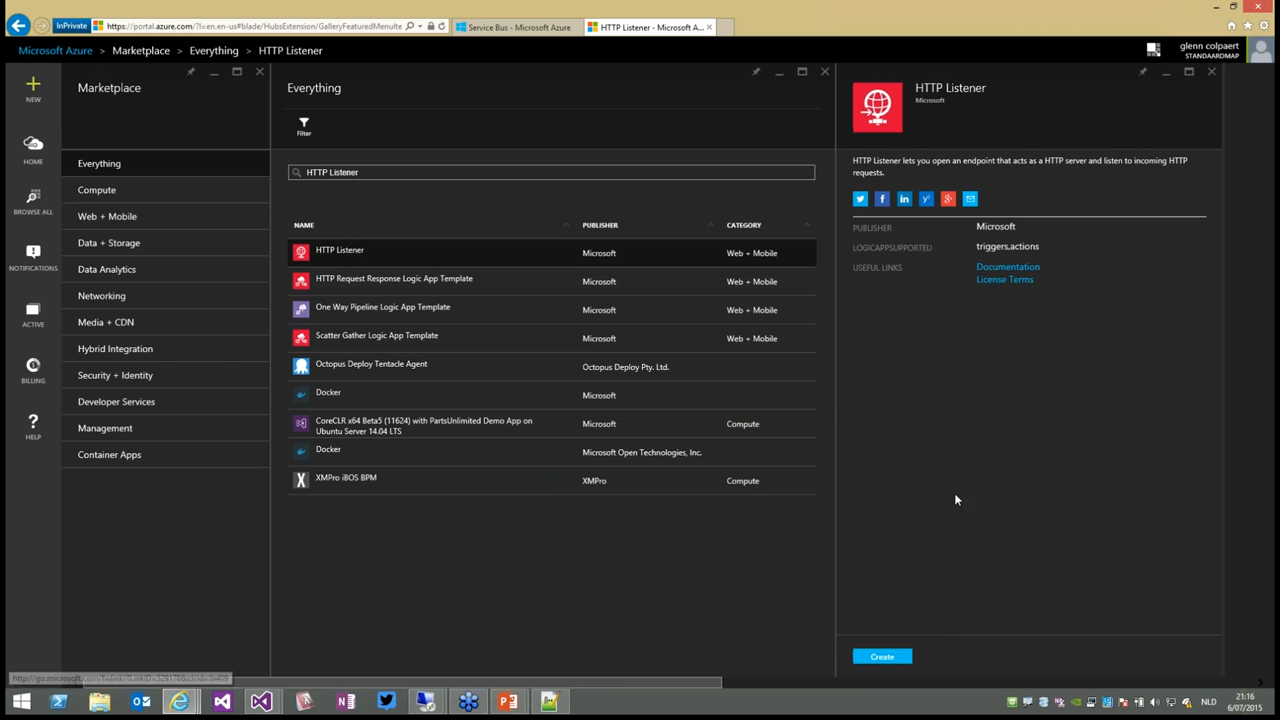 InPrivate
https://portal.azure.com/?l=en.en-us#blade/HubsExtension/GalleryFeaturedMenuIte
Service Bus - Microsoft Azure
HTTP Listener - Microsoft A...
Microsoft Azure > Marketplace > Everything > HTTP Listener
glenn colpaert
STANDAARDMAP
NEW
HOME
BROWSE ALL
NOTIFICATIONS
ACTIVE
BILLING
HELP
Marketplace
Everything
Compute
Web + Mobile
Data + Storage
Data Analytics
Networking
Media + CDN
Hybrid Integration
Security + Identity
Developer Services
Management
Container Apps
Everything
Filter
HTTP Listener
NAME PUBLISHER CATEGORY
HTTP Listener Microsoft Web + Mobile
HTTP Request Response Logic App Template Microsoft Web + Mobile
One Way Pipeline Logic App Template Microsoft Web + Mobile
Scatter Gather Logic App Template Microsoft Web + Mobile
Octopus Deploy Tentacle Agent Octopus Deploy Pty. Ltd.
Docker Microsoft
CoreCLR x64 Beta5 (11624) with PartsUnlimited Demo App on
Ubuntu Server 14.04 LTS Microsoft Compute
Docker Microsoft Open Technologies, Inc.
XMPro iBOS BPM XMPro Compute
HTTP Listener
Microsoft
HTTP Listener lets you open an endpoint that acts as a HTTP server and listen to incoming HTTP
requests.
PUBLISHER Microsoft
LOGICAPPSUPPORTED triggers,actions
USEFUL LINKS Documentation
License Terms
Create
NLD
21:16
6/07/2015